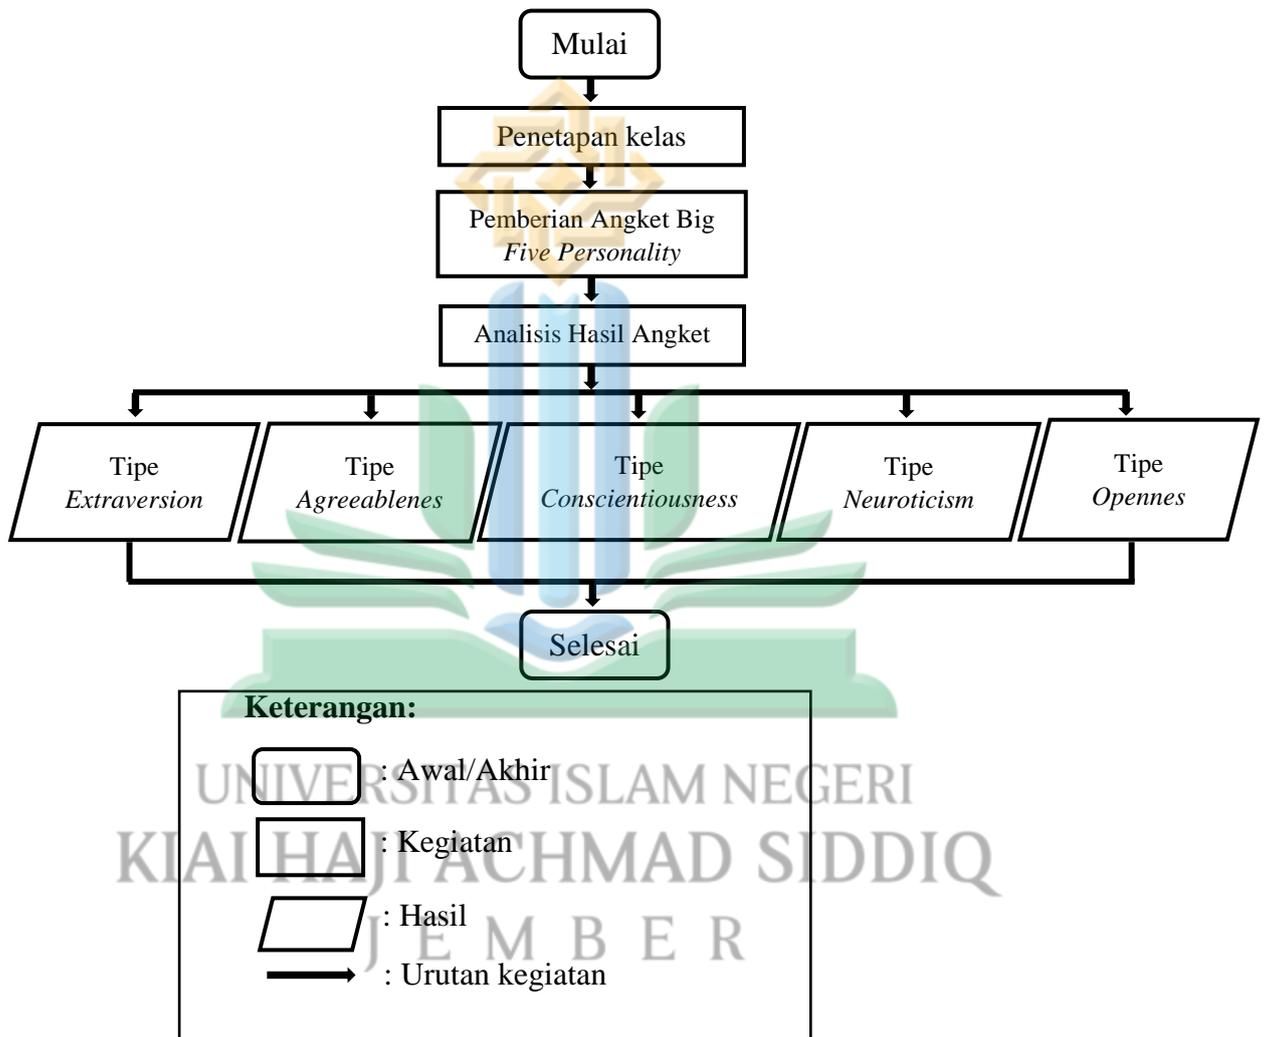 Mulai
Penetapan kelas
Pemberian Angket Big
Five Personality
Analisis Hasil Angket
Tipe
Extraversion
Tipe
Agreeablenes
Tipe
Conscientiousness
Tipe
Neuroticism
Tipe
Opennes
Selesai
Keterangan:
: Awal/Akhir
UNIVERSITAS ISLAM NEGERI
: Kegiatan
KIAI HAJI ACHMAD SIDDIQ
: Hasil
JEMBER
: Urutan kegiatan